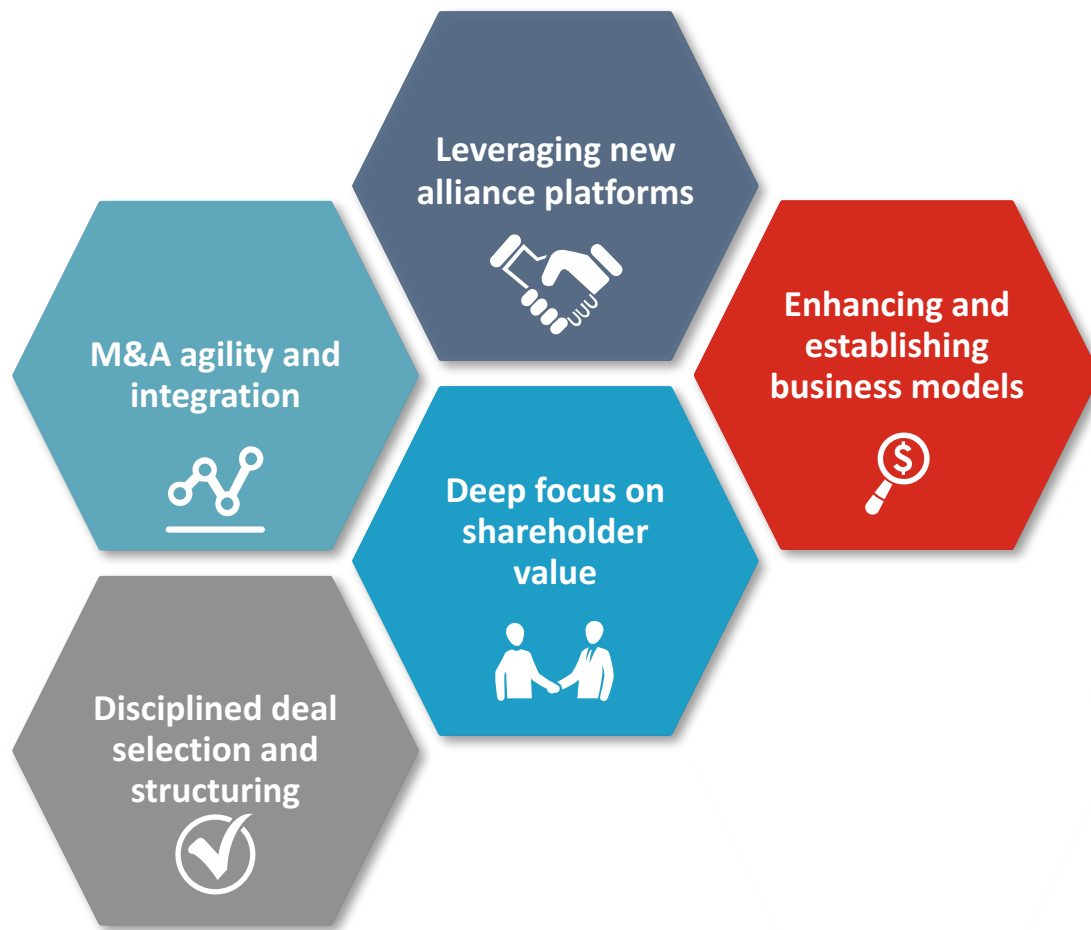 Leveraging new
alliance platforms
M&A agility and
integration
Enhancing and
establishing
business models
$
Deep focus on
shareholder
value
Disciplined deal
selection and
structuring